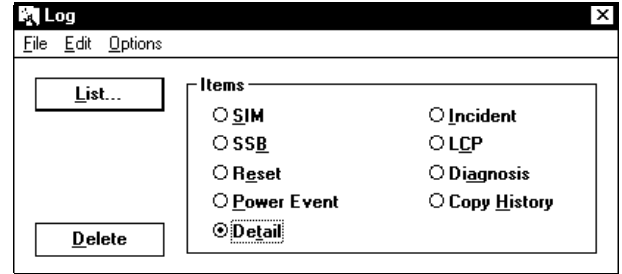 Log
File Edit Options
List...
Items
SIM
Incident
SSB
LCP
Reset
Diagnosis
Power Event
Copy History
Detail
Delete